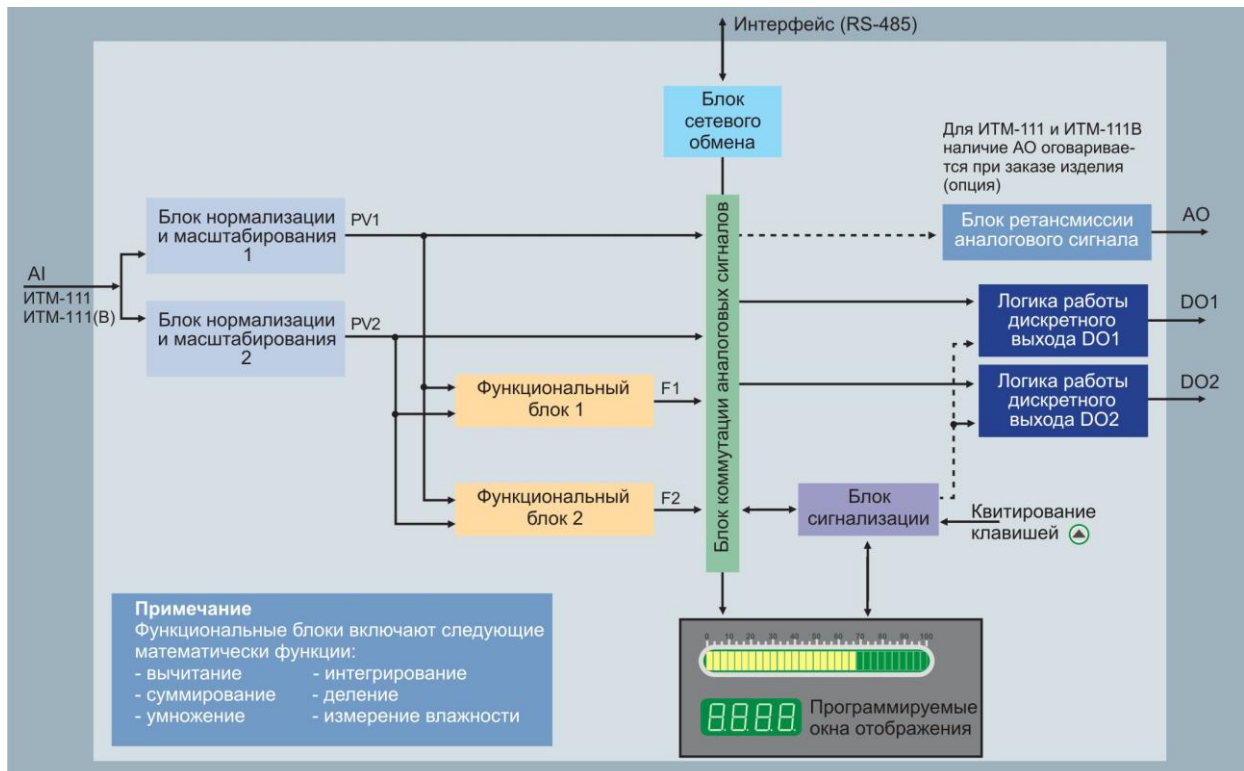 Интерфейс (RS-485)
Блок
сетевого
обмена
Для ИТМ-111 и ИТМ-111В
наличие АО оговаривае-
тся при заказе изделия
(опция)
Блок нормализации
и масштабирования
1
PV1
Блок ретансмиссии
аналогового сигнала
AO
AI
ИТМ-111
ИТМ-111(В)
Блок нормализации
и масштабирования
2
PV2
Блок коммутации аналоговых сигналов
Логика работы
дискретного
выхода DO1
DO1
Логика работы
дискретного
выхода DO2
DO2
Функциональный
блок 1
F1
Функциональный
блок 2
F2
Блок
сигнализации
Квитирование
клавишей
Примечание
Функциональные блоки включают следующие
математически функции:
- вычитание - интегрирование
- суммирование - деление
- умножение - измерение влажности
0 10 20 30 40 50 60 70 80 90 100
8.8.8.8.
Программируемые
окна отображения